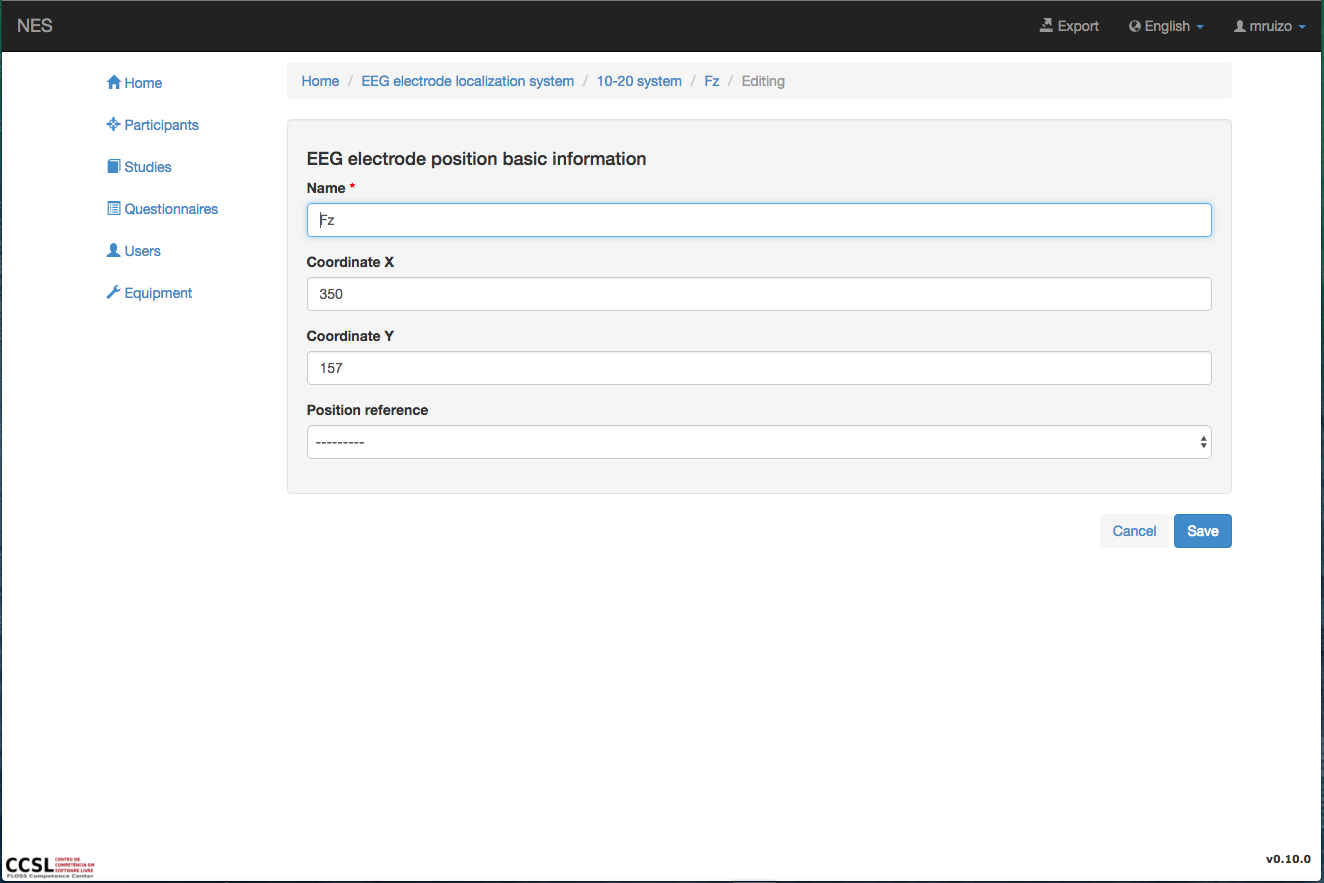 NES
Export
English
mruizo
Home
Participants
Studies
Questionnaires
Users
Equipment
Home / EEG electrode localization system / 10-20 system / Fz / Editing
EEG electrode position basic information
Name *
Fz
Coordinate X
350
Coordinate Y
157
Position reference
---------
Cancel
Save
CCSL
CENTRO DE
COMPETÊNCIA EM
SOFTWARE LIVRE
FLOSS Competence Center
v0.10.0